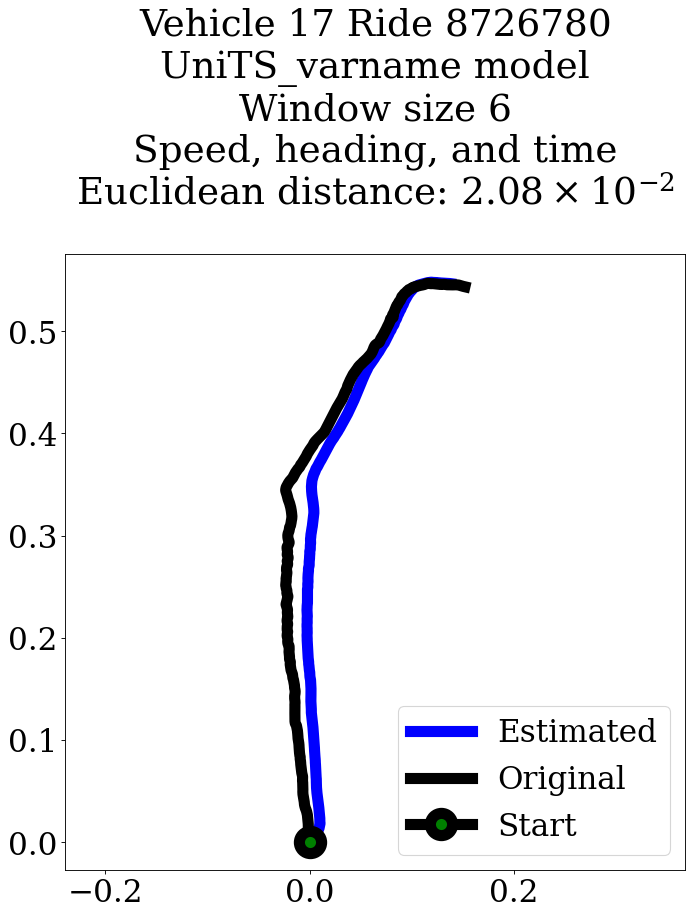 Vehicle 17 Ride 8726780
UniTS_varname model
Window size 6
Speed, heading, and time
Euclidean distance: 2.08 × 10⁻²
0.5
0.4
0.3
0.2
0.1
0.0
Estimated
Original
Start
−0.2
0.0
0.2